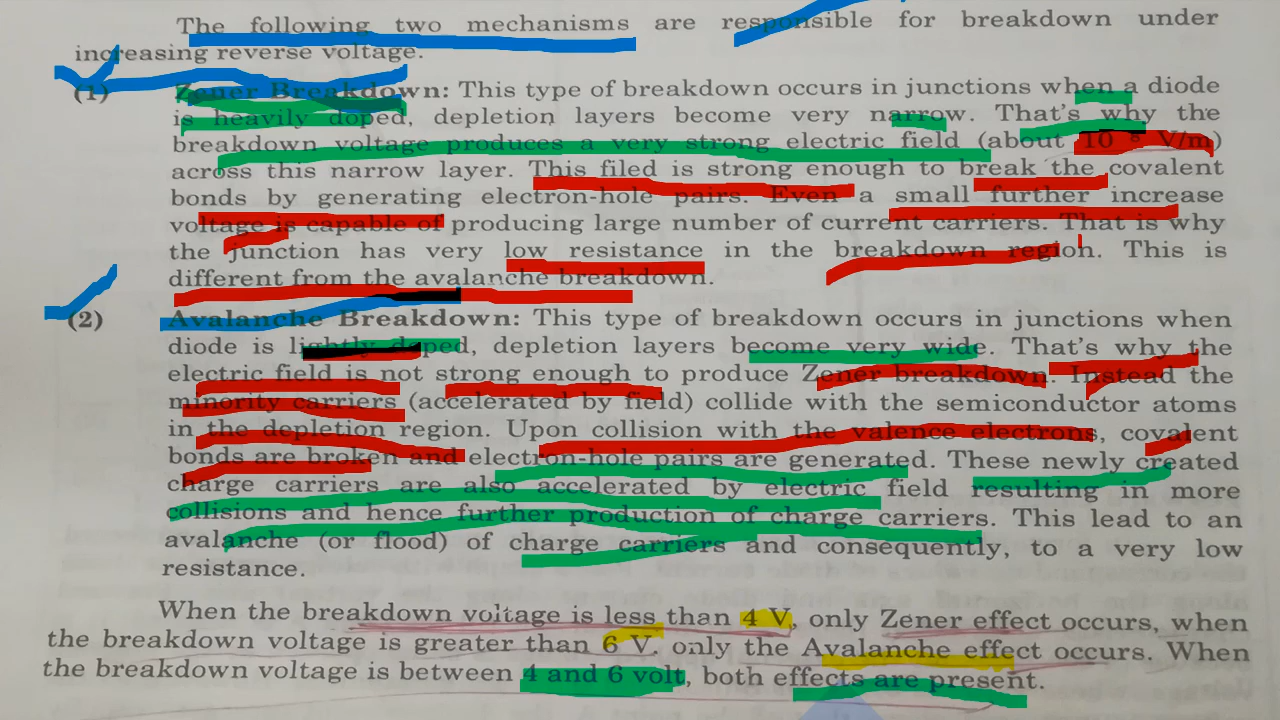 The following two mechanisms are responsible for breakdown under
increasing reverse voltage.
(1) Zener Breakdown: This type of breakdown occurs in junctions when a diode
is heavily doped, depletion layers become very narrow. That's why the
breakdown voltage produces a very strong electric field (about 10 8 V/m)
across this narrow layer. This filed is strong enough to break the covalent
bonds by generating electron-hole pairs. Even a small further increase
voltage is capable of producing large number of current carriers. That is why
the junction has very low resistance in the breakdown region. This is
different from the avalanche breakdown.
(2) Avalanche Breakdown: This type of breakdown occurs in junctions when
diode is lightly doped, depletion layers become very wide. That's why the
electric field is not strong enough to produce Zener breakdown. Instead the
minority carriers (accelerated by field) collide with the semiconductor atoms
in the depletion region. Upon collision with the valence electrons, covalent
bonds are broken and electron-hole pairs are generated. These newly created
charge carriers are also accelerated by electric field resulting in more
collisions and hence further production of charge carriers. This lead to an
avalanche (or flood) of charge carriers and consequently, to a very low
resistance.
When the breakdown voltage is less than 4 V, only Zener effect occurs, when
the breakdown voltage is greater than 6 V. only the Avalanche effect occurs. When
the breakdown voltage is between 4 and 6 volt, both effects are present.